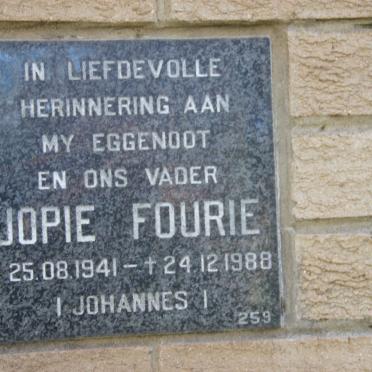 IN LIEFDEVOLLE
HERINNERING AAN
MY EGGENOOT
EN ONS VADER
JOPIE FOURIE
25.08.1941 – † 24.12.1988
| JOHANNES |
259